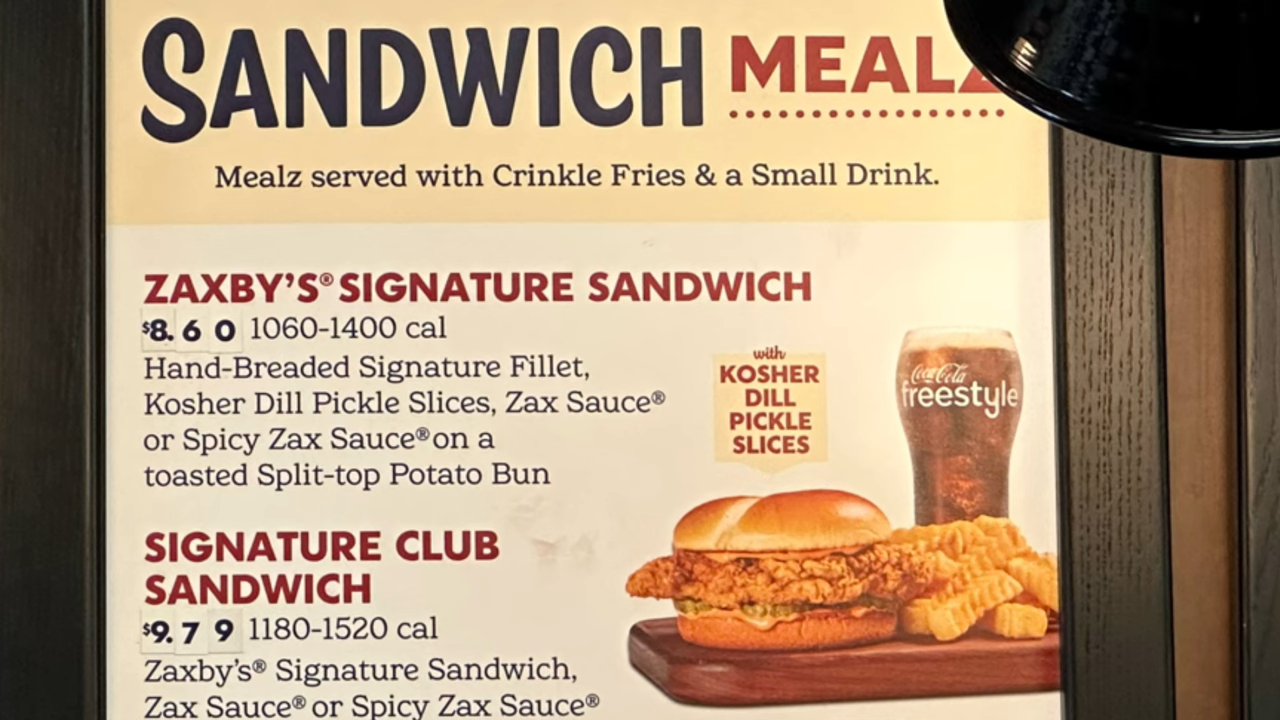 SANDWICH MEALZ
Mealz served with Crinkle Fries & a Small Drink.
ZAXBY'S® SIGNATURE SANDWICH
$8.60 1060-1400 cal
Hand-Breaded Signature Fillet,
Kosher Dill Pickle Slices, Zax Sauce®
or Spicy Zax Sauce® on a
toasted Split-top Potato Bun
with
KOSHER
DILL
PICKLE
SLICES
Coca-Cola
freestyle
SIGNATURE CLUB
SANDWICH
$9.79 1180-1520 cal
Zaxby's® Signature Sandwich,
Zax Sauce® or Spicy Zax Sauce®